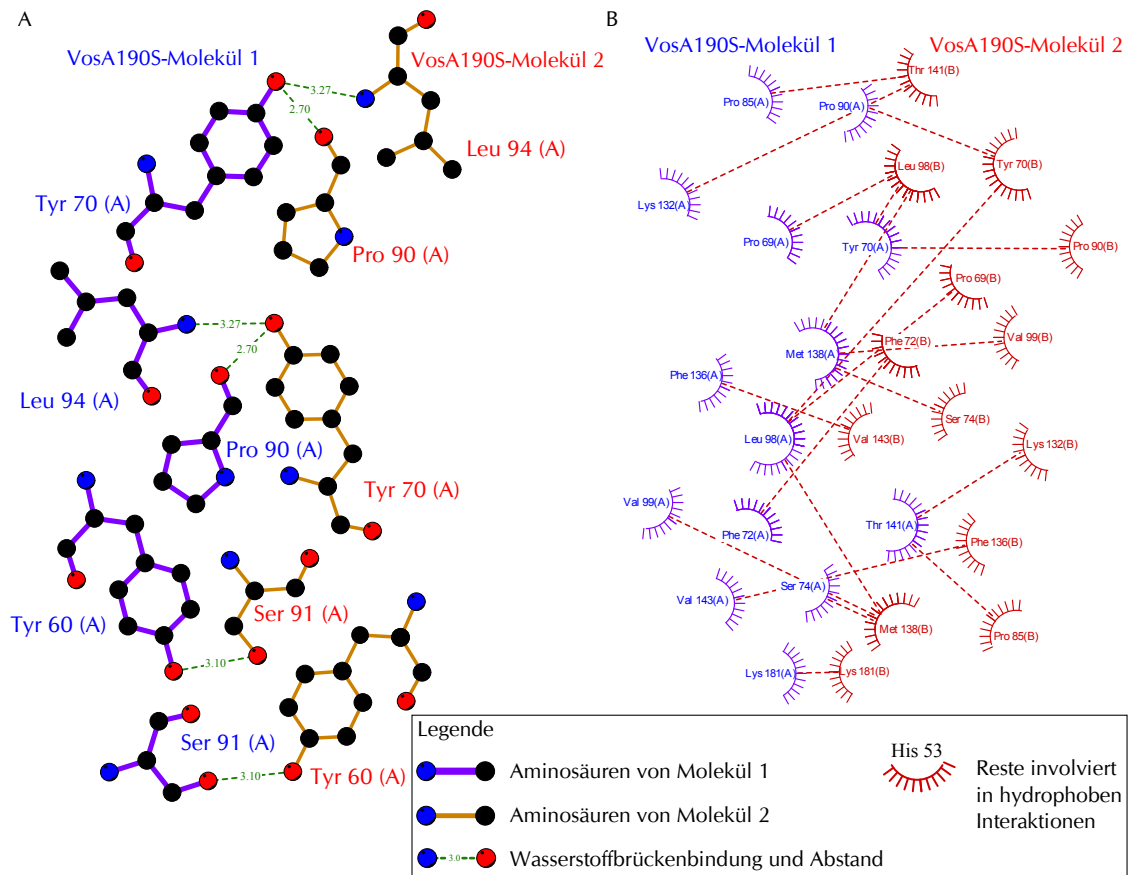 A
VosA190S-Molekül 1
VosA190S-Molekül 2
3.27
2.70
Leu 94 (A)
Tyr 70 (A)
Pro 90 (A)
3.27
2.70
Leu 94 (A)
Pro 90 (A)
Tyr 70 (A)
Ser 91 (A)
Tyr 60 (A)
3.10
Ser 91 (A)
3.10
Tyr 60 (A)
B
VosA190S-Molekül 1
VosA190S-Molekül 2
Thr 141(B)
Pro 85(A)
Pro 90(A)
Leu 98(B)
Tyr 70(B)
Lys 132(A)
Pro 69(A)
Tyr 70(A)
Pro 90(B)
Pro 69(B)
Val 99(B)
Phe 72(B)
Met 138(A)
Phe 136(A)
Ser 74(B)
Leu 98(A)
Val 143(B)
Lys 132(B)
Val 99(A)
Thr 141(A)
Phe 72(A)
Phe 136(B)
Ser 74(A)
Val 143(A)
Met 138(B)
Pro 85(B)
Lys 181(A)
Lys 181(B)
Legende
Aminosäuren von Molekül 1
Aminosäuren von Molekül 2
3.0
Wasserstoffbrückenbindung und Abstand
His 53
Reste involviert
in hydrophoben
Interaktionen